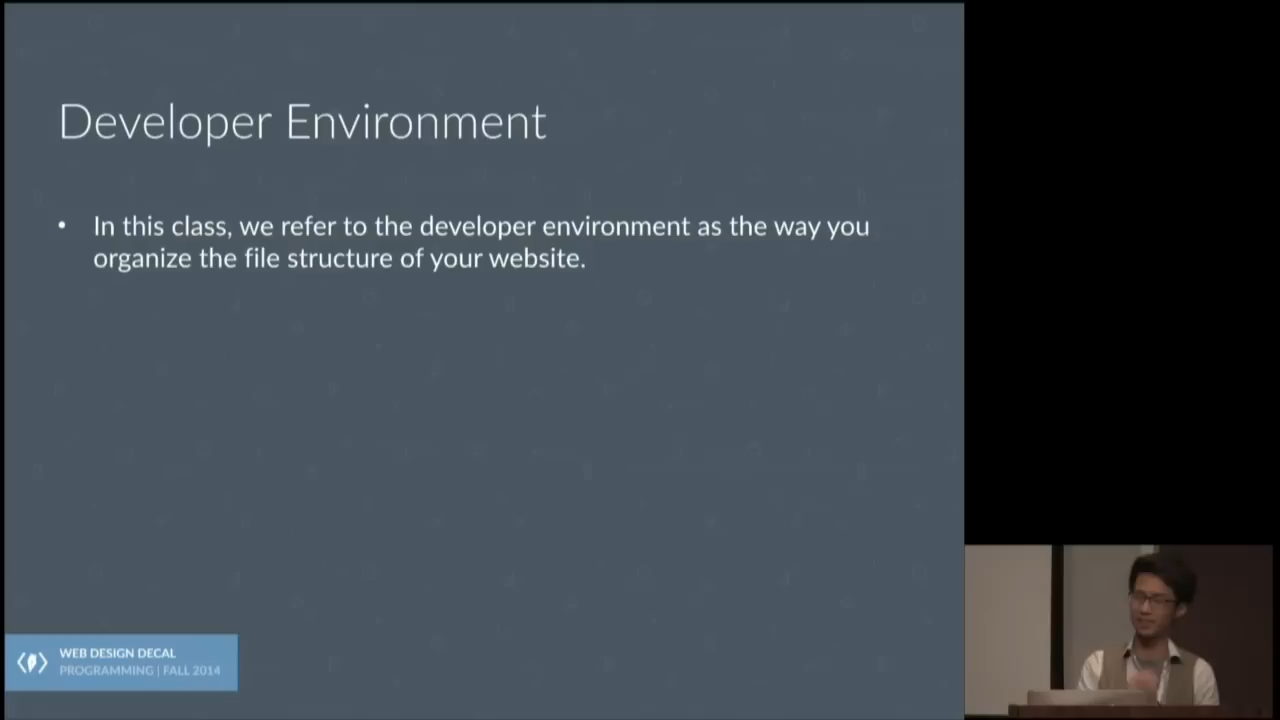 Developer Environment
• In this class, we refer to the developer environment as the way you
organize the file structure of your website.
WEB DESIGN DECAL
PROGRAMMING | FALL 2014